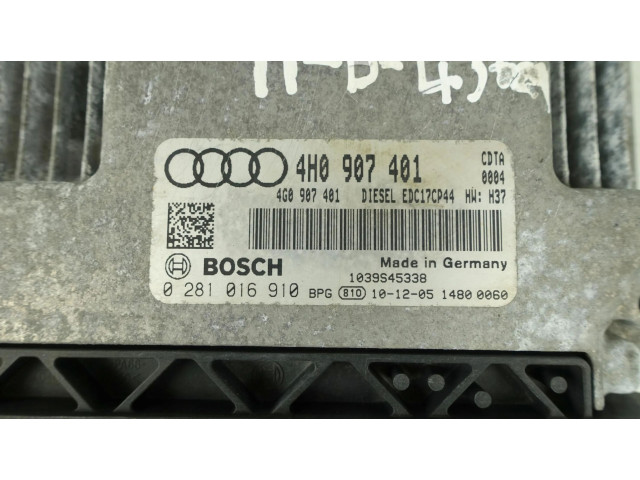 4H0 907 401 CDTA
0004
4G0 907 401 DIESEL EDC17CP44 HW: H37
BOSCH Made in Germany
1039S45338
0 281 016 910 BPG 810 10-12-05 1480 0060